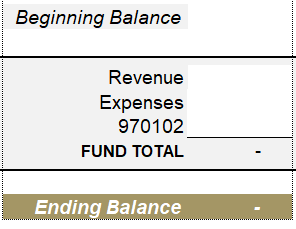 Beginning Balance
Revenue
Expenses
970102
FUND TOTAL -
Ending Balance -